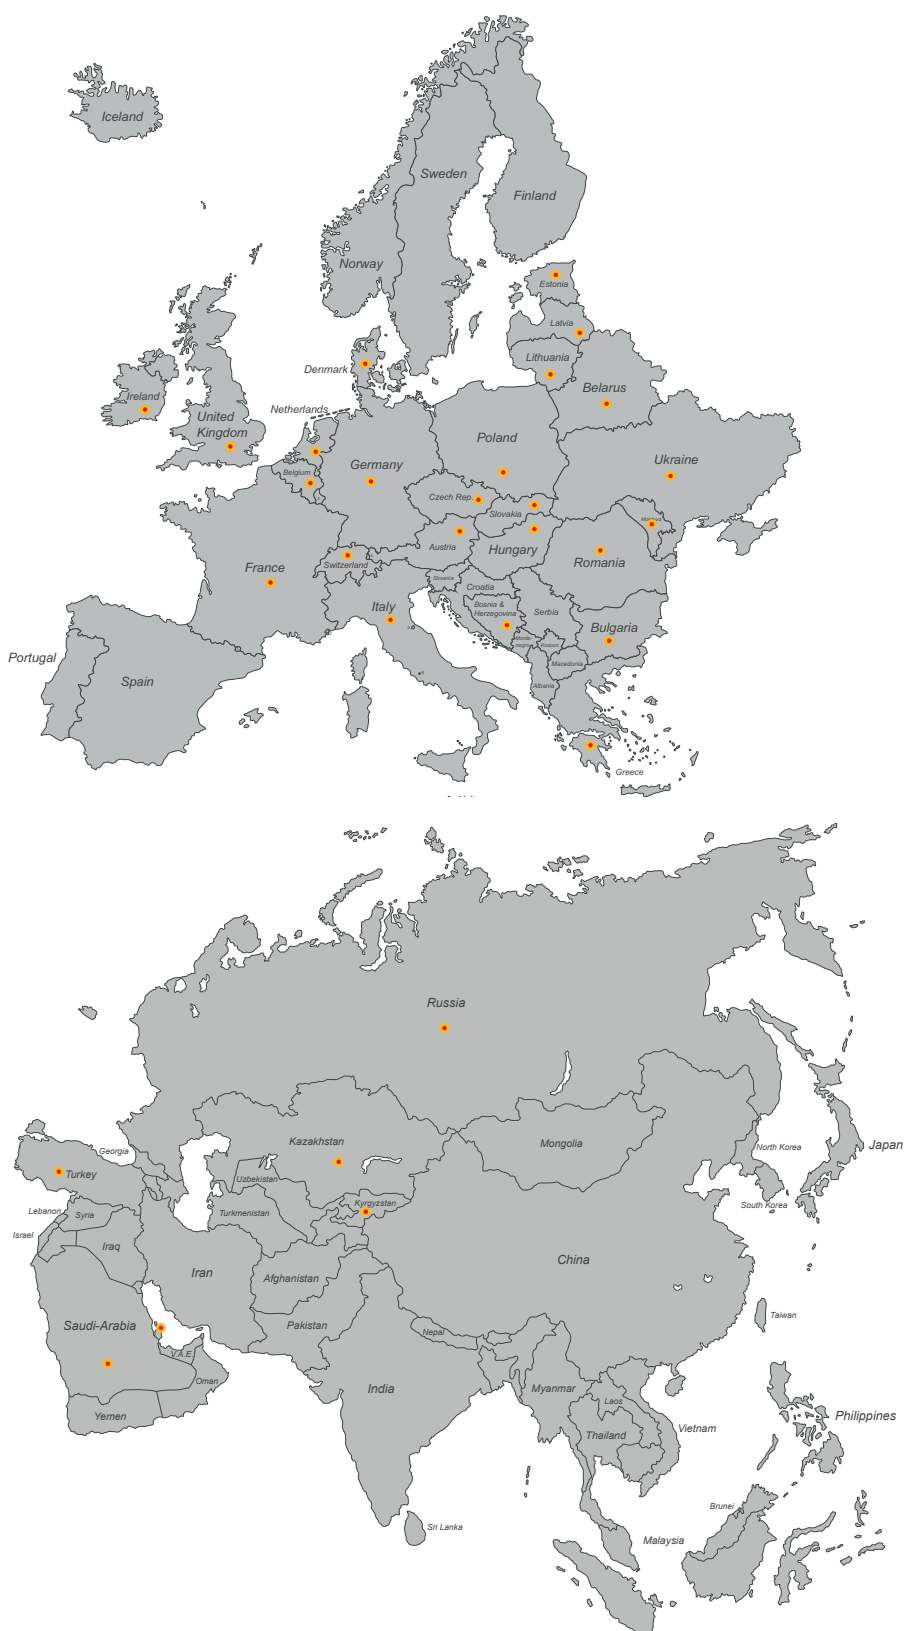 Iceland
Sweden
Finland
Norway
Estonia
Latvia
Denmark
Lithuania
Belarus
Ireland
Netherlands
United
Kingdom
Poland
Germany
Ukraine
Belgium
Czech Rep.
Slovakia
Moldova
Austria
Hungary
Switzerland
Romania
France
Slovenia
Croatia
Italy
Bosnia &
Herzegovina
Serbia
Bulgaria
Monte-
negro
Kosovo
Portugal
Macedonia
Spain
Albania
Greece
Russia
Kazakhstan
Mongolia
Georgia
North Korea
Japan
Turkey
Uzbekistan
Kyrgyzstan
South Korea
Lebanon
Syria
Turkmenistan
Israel
Iraq
Iran
China
Afghanistan
Taiwan
Saudi-Arabia
Pakistan
Nepal
V.A.E.
Oman
India
Myanmar
Laos
Yemen
Vietnam
Philippines
Thailand
Brunei
Sri Lanka
Malaysia